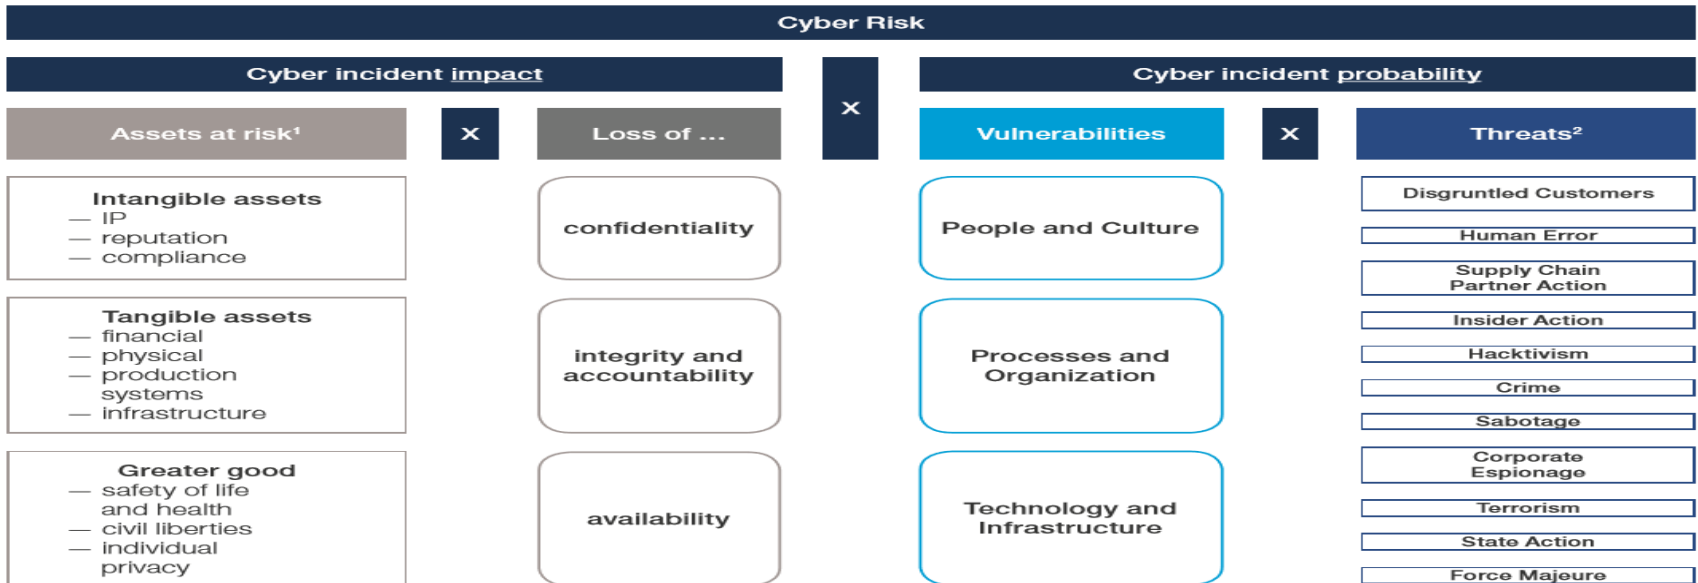 Cyber Risk
Cyber incident impact
X
Cyber incident probability
Assets at risk¹
X
Loss of ...
Vulnerabilities
X
Threats²
Intangible assets
— IP
— reputation
— compliance
Tangible assets
— financial
— physical
— production
systems
— infrastructure
Greater good
— safety of life
and health
— civil liberties
— individual
privacy
confidentiality
integrity and
accountability
availability
People and Culture
Processes and
Organization
Technology and
Infrastructure
Disgruntled Customers
Human Error
Supply Chain
Partner Action
Insider Action
Hacktivism
Crime
Sabotage
Corporate
Espionage
Terrorism
State Action
Force Majeure